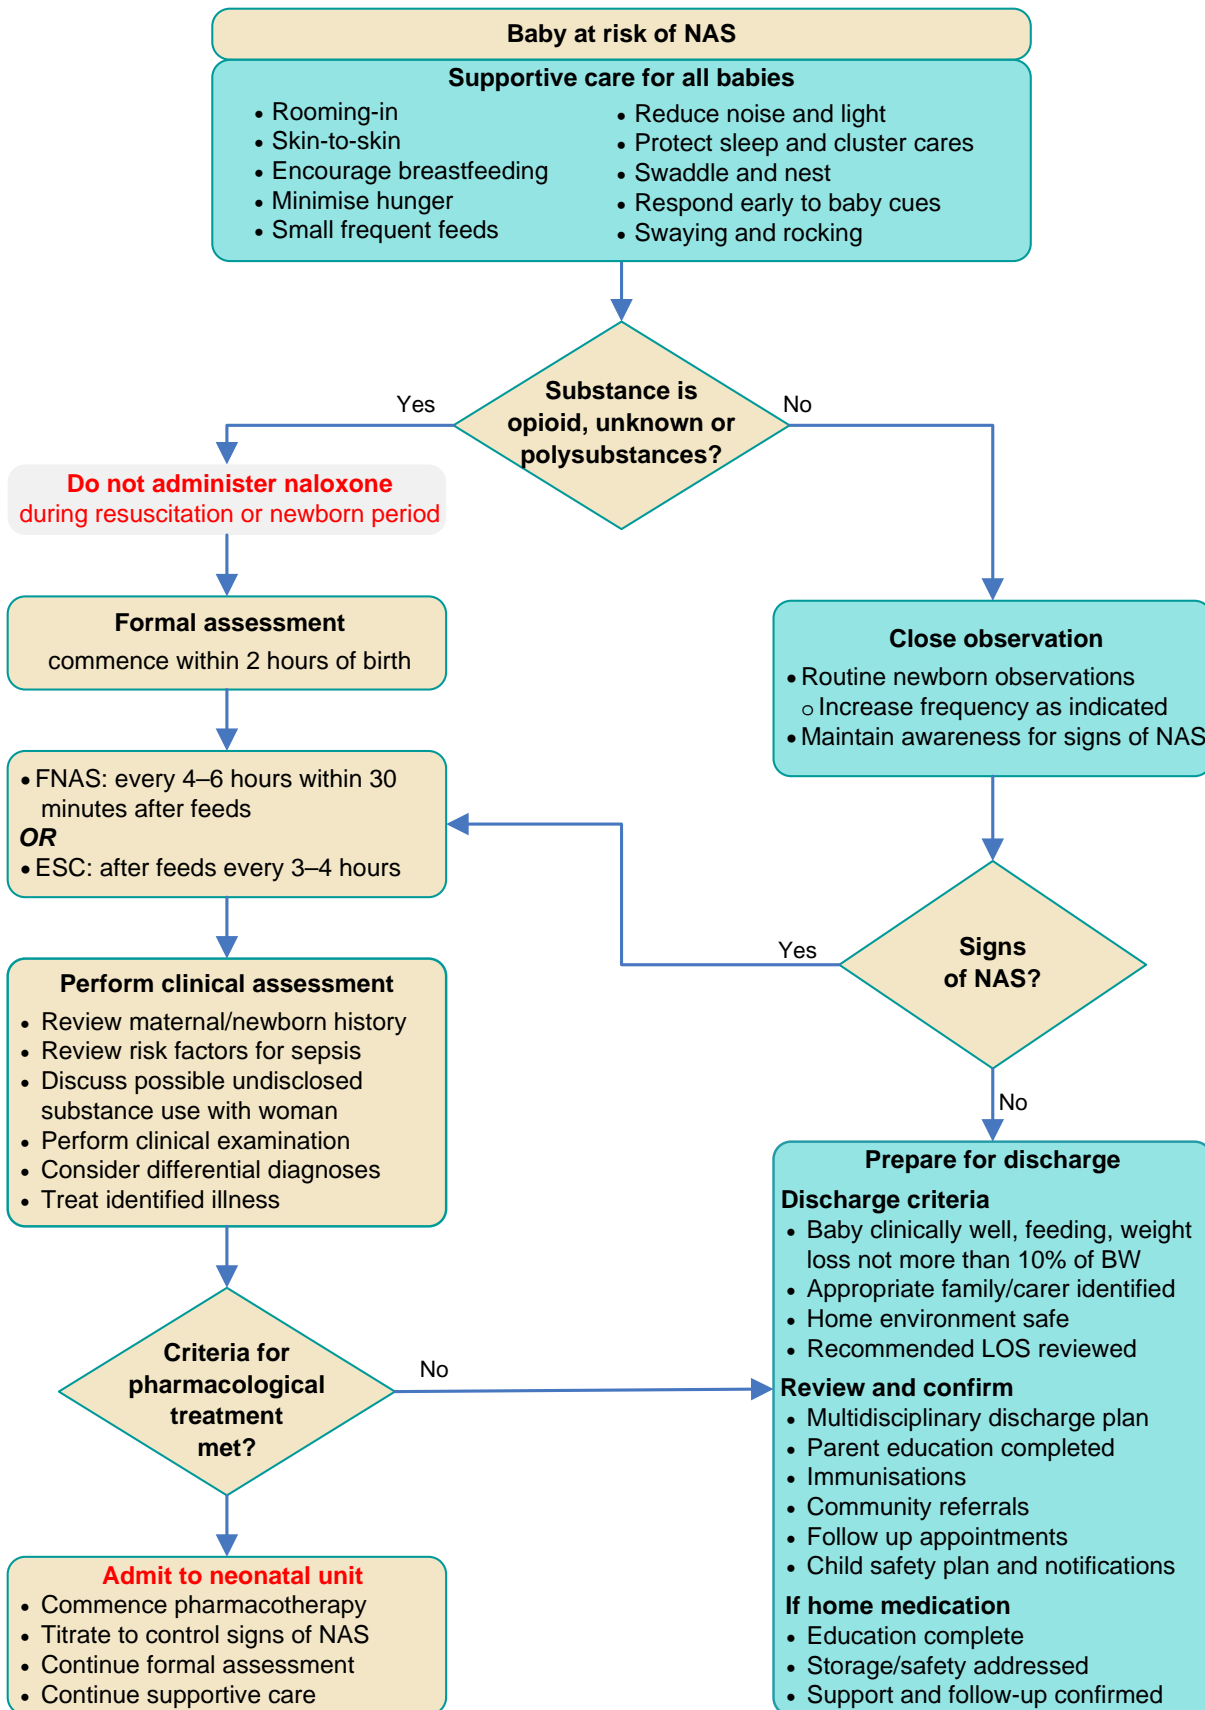 Baby at risk of NAS
Supportive care for all babies
• Rooming-in
• Skin-to-skin
• Encourage breastfeeding
• Minimise hunger
• Small frequent feeds
• Reduce noise and light
• Protect sleep and cluster cares
• Swaddle and nest
• Respond early to baby cues
• Swaying and rocking
Substance is
opioid, unknown or
polysubstances?
Yes
No
Do not administer naloxone
during resuscitation or newborn period
Formal assessment
commence within 2 hours of birth
• FNAS: every 4–6 hours within 30
minutes after feeds
OR
• ESC: after feeds every 3–4 hours
Close observation
• Routine newborn observations
o Increase frequency as indicated
• Maintain awareness for signs of NAS
Signs
of NAS?
Yes
No
Perform clinical assessment
• Review maternal/newborn history
• Review risk factors for sepsis
• Discuss possible undisclosed
substance use with woman
• Perform clinical examination
• Consider differential diagnoses
• Treat identified illness
Criteria for
pharmacological
treatment
met?
No
Admit to neonatal unit
• Commence pharmacotherapy
• Titrate to control signs of NAS
• Continue formal assessment
• Continue supportive care
Prepare for discharge
Discharge criteria
• Baby clinically well, feeding, weight
loss not more than 10% of BW
• Appropriate family/carer identified
• Home environment safe
• Recommended LOS reviewed
Review and confirm
• Multidisciplinary discharge plan
• Parent education completed
• Immunisations
• Community referrals
• Follow up appointments
• Child safety plan and notifications
If home medication
• Education complete
• Storage/safety addressed
• Support and follow-up confirmed